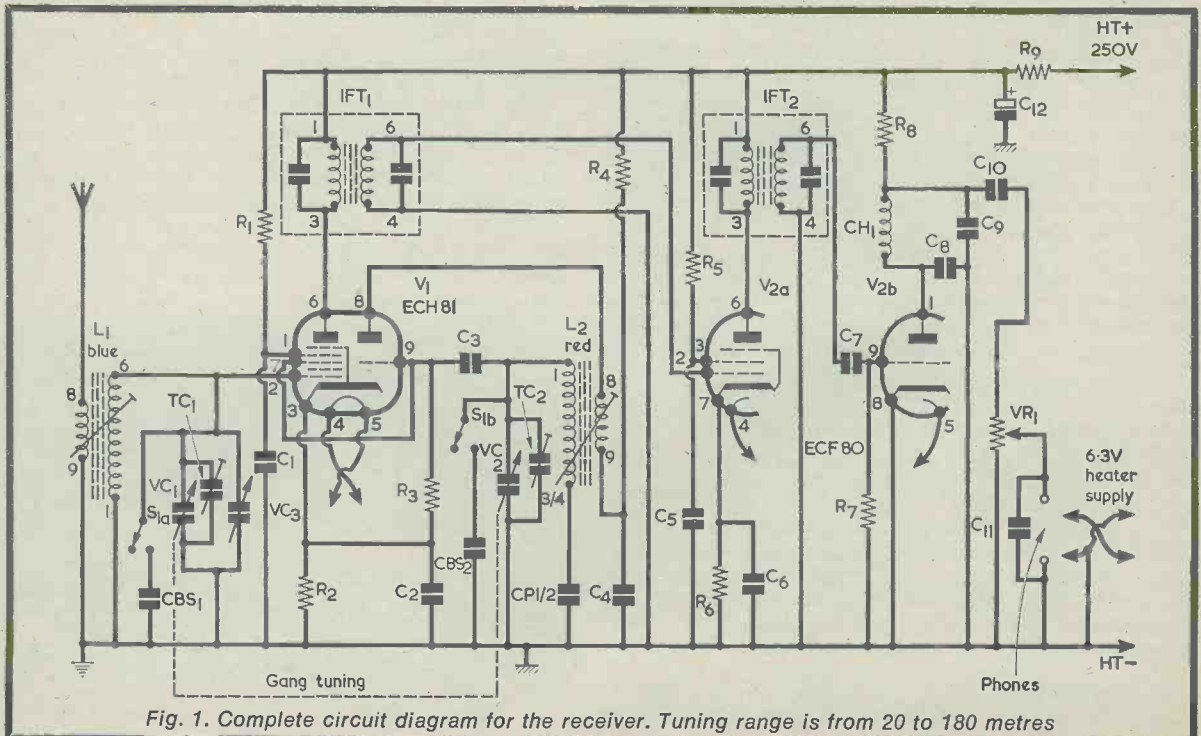 HT+
250V
R9
C12
IFT1
1
6
3
4
R1
R4
IFT2
1
6
3
4
R8
C10
CH1
C9
C8
R5
V1
ECH81
6
8
1
7
2
3
4
5
9
C3
L1
blue
8
6
9
1
TC1
VC1
S1a
VC3
CBS1
C1
R2
R3
C2
S1b
VC2
TC2
CBS2
L2
red
1
8
3/4
9
CP1/2
C4
V2a
6
3
2
7
4
C5
R6
C6
C7
V2b
1
9
8
5
ECF80
R7
VR1
C11
6·3V
heater
supply
Phones
HT-
Gang tuning
Fig. 1. Complete circuit diagram for the receiver. Tuning range is from 20 to 180 metres